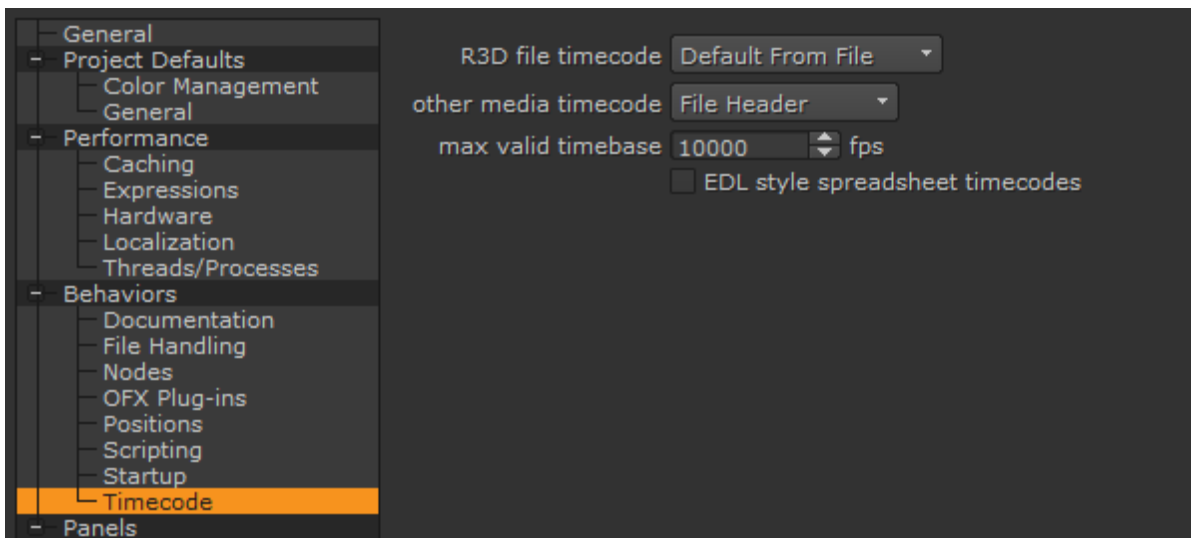 General
Project Defaults
Color Management
General
Performance
Caching
Expressions
Hardware
Localization
Threads/Processes
Behaviors
Documentation
File Handling
Nodes
OFX Plug-ins
Positions
Scripting
Startup
Timecode
Panels
R3D file timecode Default From File
other media timecode File Header
max valid timebase 10000 fps
EDL style spreadsheet timecodes